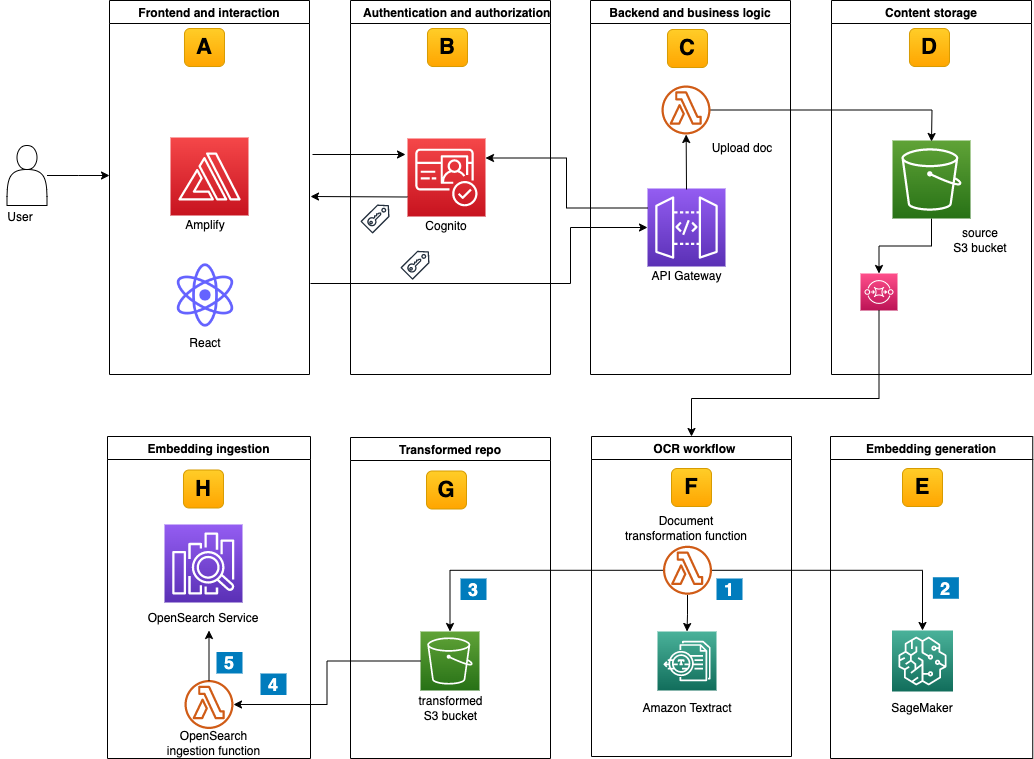 Frontend and interaction
Authentication and authorization
Backend and business logic
Content storage
A
B
C
D
Upload doc
User
Amplify
Cognito
source
S3 bucket
API Gateway
React
Embedding ingestion
Transformed repo
OCR workflow
Embedding generation
H
G
F
E
Document
transformation function
3
1
2
OpenSearch Service
5
4
transformed
S3 bucket
Amazon Textract
SageMaker
OpenSearch
ingestion function